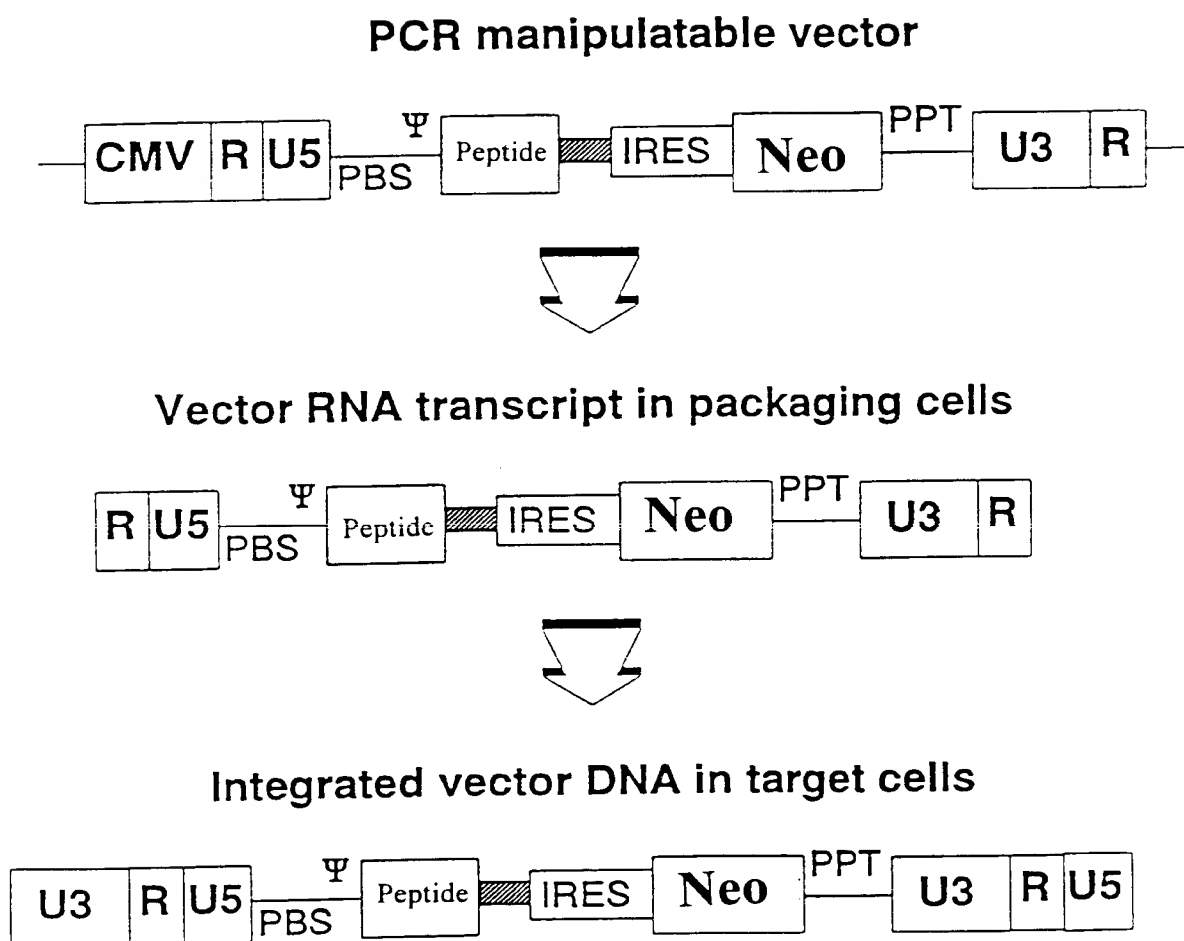 PCR manipulatable vector
CMV R U5 PBS Ψ Peptide IRES Neo PPT U3 R
Vector RNA transcript in packaging cells
R U5 PBS Ψ Peptide IRES Neo PPT U3 R
Integrated vector DNA in target cells
U3 R U5 PBS Ψ Peptide IRES Neo PPT U3 R U5